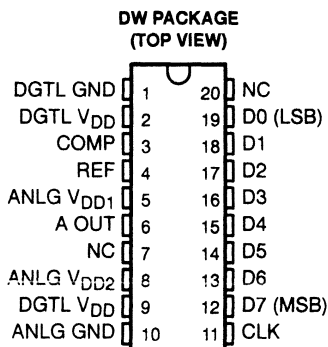 DW PACKAGE
(TOP VIEW)
DGTL GND 1 20 NC
DGTL VDD 2 19 D0 (LSB)
COMP 3 18 D1
REF 4 17 D2
ANLG VDD1 5 16 D3
A OUT 6 15 D4
NC 7 14 D5
ANLG VDD2 8 13 D6
DGTL VDD 9 12 D7 (MSB)
ANLG GND 10 11 CLK